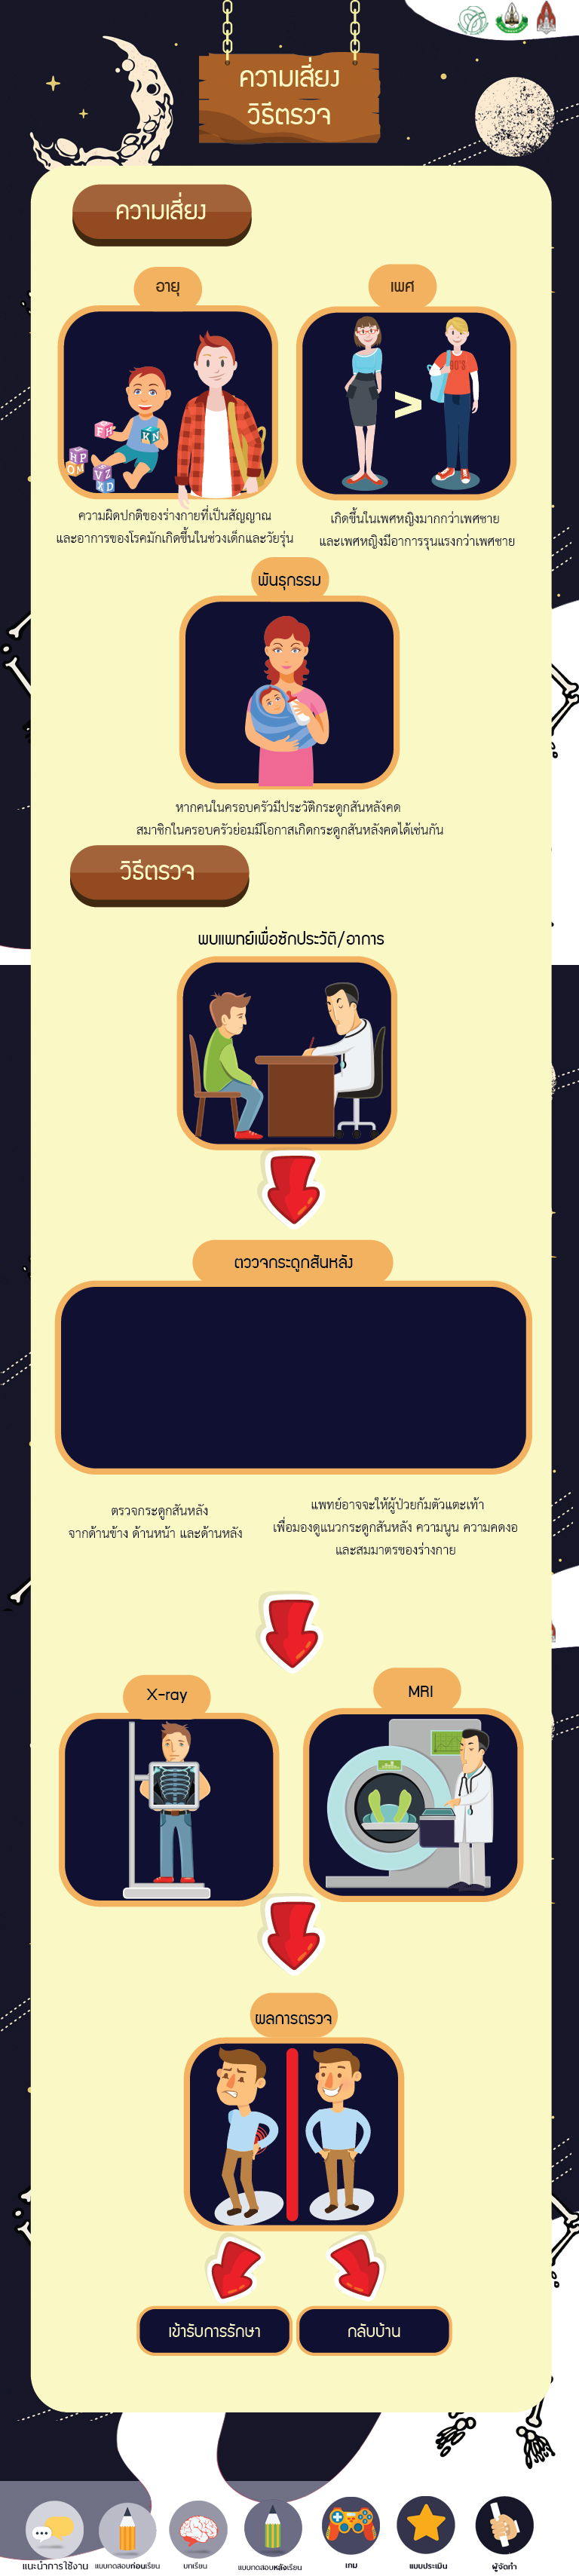 ความเสี่ยง
วิธีตรวจ
ความเสี่ยง
อายุ
เพศ
ความผิดปกติของร่างกายที่เป็นสัญญาณ
และอาการของโรคมักเกิดขึ้นในช่วงเด็กและวัยรุ่น
>
เกิดขึ้นในเพศหญิงมากกว่าเพศชาย
และเพศหญิงมีอาการรุนแรงกว่าเพศชาย
พันธุกรรม
หากคนในครอบครัวมีประวัติกระดูกสันหลังคด
สมาชิกในครอบครัวย่อมมีโอกาสเกิดกระดูกสันหลังคดได้เช่นกัน
วิธีตรวจ
พบแพทย์เพื่อซักประวัติ/อาการ
ตววจกระดูกสันหลัง
ตรวจกระดูกสันหลัง
จากด้านข้าง ด้านหน้า และด้านหลัง
แพทย์อาจจะให้ผู้ป่วยก้มตัวแตะเท้า
เพื่อมองดูแนวกระดูกสันหลัง ความนูน ความคดงอ
และสมมาตรของร่างกาย
X-ray
MRI
ผลการตรวจ
เข้ารับการรักษา
กลับบ้าน
แนะนำการใช้งาน
แบบทดสอบก่อนเรียน
บทเรียน
แบบทดสอบหลังเรียน
เกม
แบบประเมิน
ผู้จัดทำ